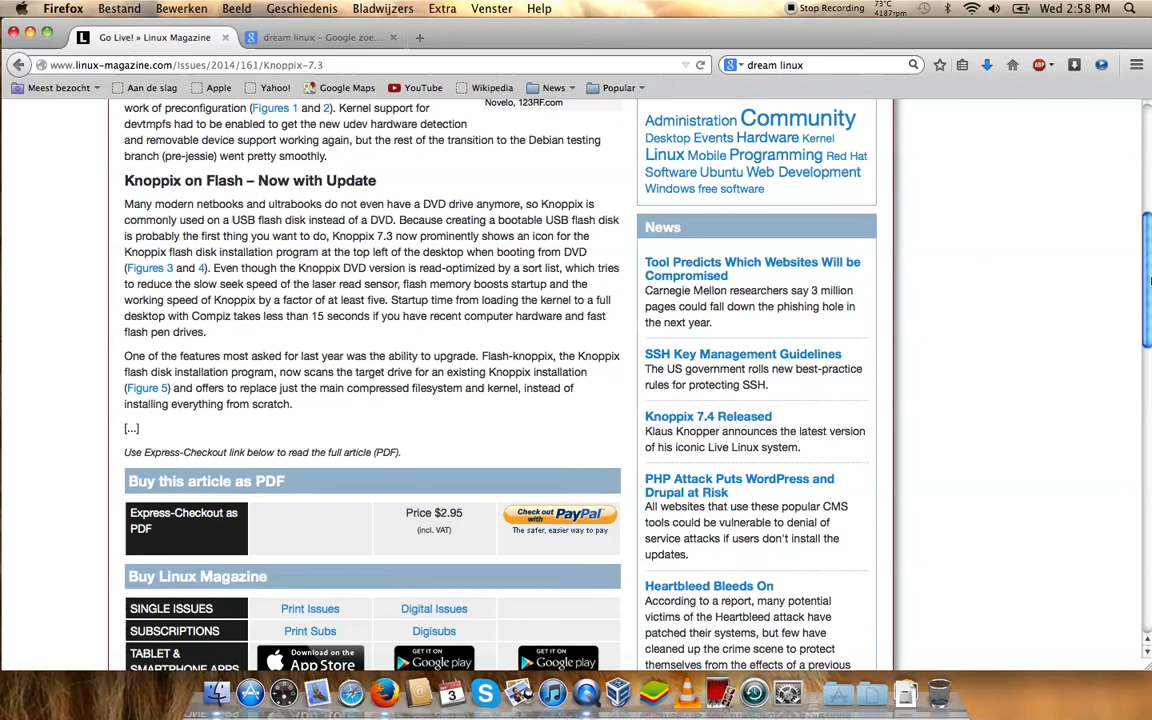 Firefox Bestand Bewerken Beeld Geschiedenis Bladwijzers Extra Venster Help Stop Recording 73°C 4187rpm Wed 2:58 PM
Go Live! » Linux Magazine dream linux – Google zoe...
www.linux-magazine.com/Issues/2014/161/Knoppix-7.3 dream linux
Meest bezocht Aan de slag Apple Yahoo! Google Maps YouTube Wikipedia News Popular
work of preconfiguration (Figures 1 and 2). Kernel support for
devtmpfs had to be enabled to get the new udev hardware detection
and removable device support working again, but the rest of the transition to the Debian testing
branch (pre-jessie) went pretty smoothly.
Novelo, 123RF.com
Knoppix on Flash – Now with Update
Many modern netbooks and ultrabooks do not even have a DVD drive anymore, so Knoppix is
commonly used on a USB flash disk instead of a DVD. Because creating a bootable USB flash disk
is probably the first thing you want to do, Knoppix 7.3 now prominently shows an icon for the
Knoppix flash disk installation program at the top left of the desktop when booting from DVD
(Figures 3 and 4). Even though the Knoppix DVD version is read-optimized by a sort list, which tries
to reduce the slow seek speed of the laser read sensor, flash memory boosts startup and the
working speed of Knoppix by a factor of at least five. Startup time from loading the kernel to a full
desktop with Compiz takes less than 15 seconds if you have recent computer hardware and fast
flash pen drives.
One of the features most asked for last year was the ability to upgrade. Flash-knoppix, the Knoppix
flash disk installation program, now scans the target drive for an existing Knoppix installation
(Figure 5) and offers to replace just the main compressed filesystem and kernel, instead of
installing everything from scratch.
[...]
Use Express-Checkout link below to read the full article (PDF).
Buy this article as PDF
Express-Checkout as
PDF
Price $2.95
(incl. VAT)
Check out with PayPal
The safer, easier way to pay
Buy Linux Magazine
SINGLE ISSUES Print Issues Digital Issues
SUBSCRIPTIONS Print Subs Digisubs
TABLET &
SMARTPHONE APPS
Download on the
App Store
GET IT ON
Google play
GET IT ON
Google play
Administration Community
Desktop Events Hardware Kernel
Linux Mobile Programming Red Hat
Software Ubuntu Web Development
Windows free software
News
Tool Predicts Which Websites Will be
Compromised
Carnegie Mellon researchers say 3 million
pages could fall down the phishing hole in
the next year.
SSH Key Management Guidelines
The US government rolls new best-practice
rules for protecting SSH.
Knoppix 7.4 Released
Klaus Knopper announces the latest version
of his iconic Live Linux system.
PHP Attack Puts WordPress and
Drupal at Risk
All websites that use these popular CMS
tools could be vulnerable to denial of
service attacks if users don't install the
updates.
Heartbleed Bleeds On
According to a report, many potential
victims of the Heartbleed attack have
patched their systems, but few have
cleaned up the crime scene to protect
themselves from the effects of a previous